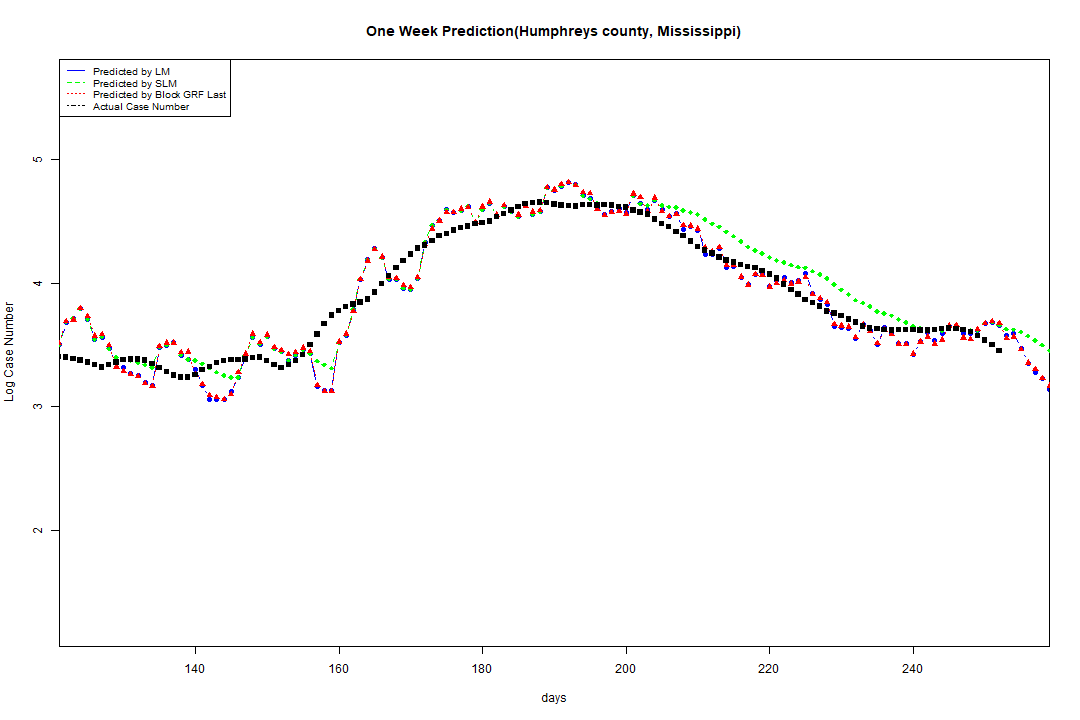 One Week Prediction(Humphreys county, Mississippi)
Predicted by LM
Predicted by SLM
Predicted by Block GRF Last
Actual Case Number
5
4
3
2
Log Case Number
140 160 180 200 220 240
days